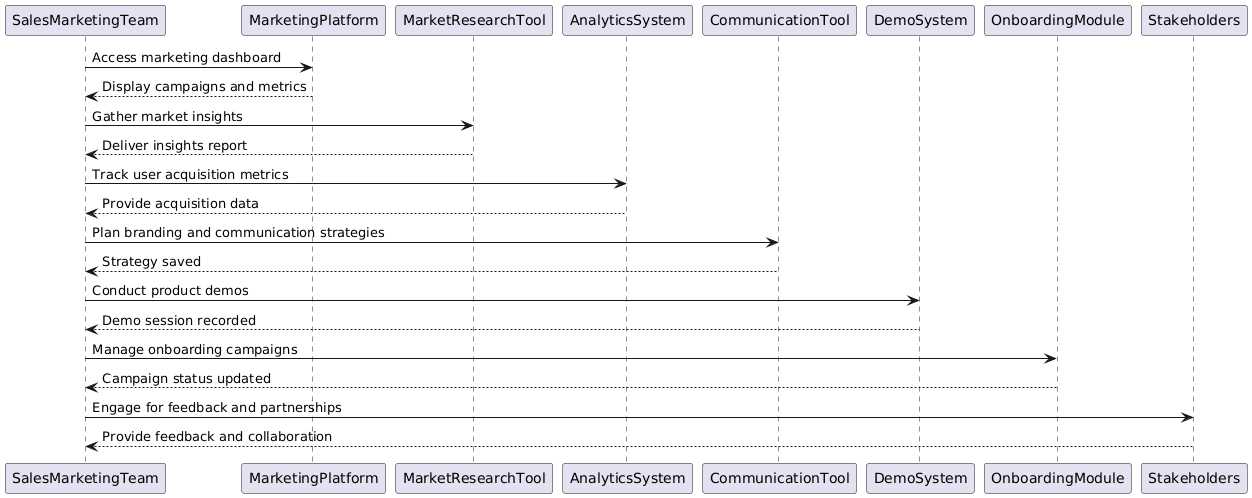 SalesMarketingTeam MarketingPlatform MarketResearchTool AnalyticsSystem CommunicationTool DemoSystem OnboardingModule Stakeholders
Access marketing dashboard
Display campaigns and metrics
Gather market insights
Deliver insights report
Track user acquisition metrics
Provide acquisition data
Plan branding and communication strategies
Strategy saved
Conduct product demos
Demo session recorded
Manage onboarding campaigns
Campaign status updated
Engage for feedback and partnerships
Provide feedback and collaboration
SalesMarketingTeam MarketingPlatform MarketResearchTool AnalyticsSystem CommunicationTool DemoSystem OnboardingModule Stakeholders